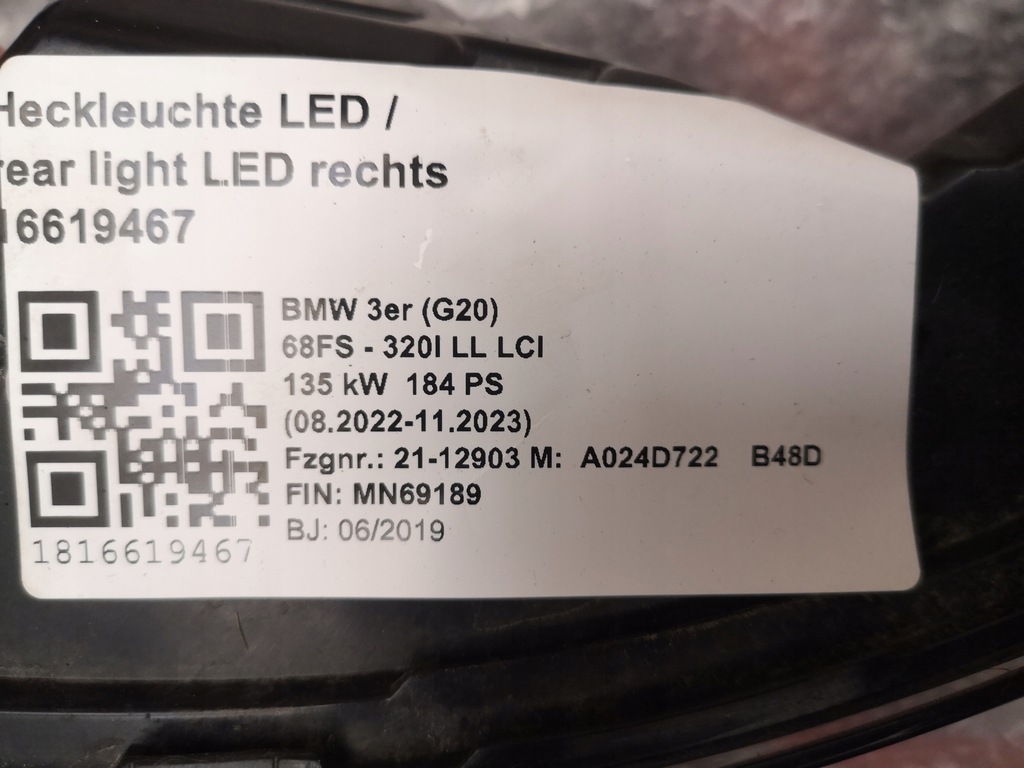 Heckleuchte LED /
rear light LED rechts
16619467
BMW 3er (G20)
68FS - 320I LL LCI
135 kW 184 PS
(08.2022-11.2023)
Fzgnr.: 21-12903 M: A024D722 B48D
FIN: MN69189
BJ: 06/2019
1816619467